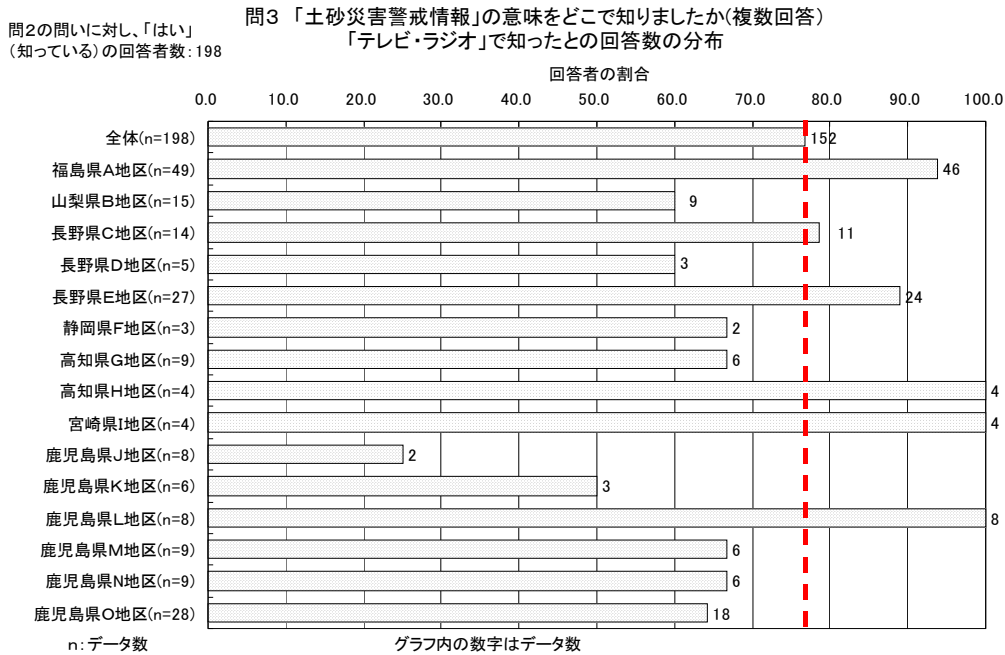 問3 「土砂災害警戒情報」の意味をどこで知りましたか(複数回答)
「テレビ・ラジオ」で知ったとの回答数の分布
問2の問いに対し、「はい」
(知っている)の回答者数:198
回答者の割合
0.0 10.0 20.0 30.0 40.0 50.0 60.0 70.0 80.0 90.0 100.0
全体(n=198) 152
福島県A地区(n=49) 46
山梨県B地区(n=15) 9
長野県C地区(n=14) 11
長野県D地区(n=5) 3
長野県E地区(n=27) 24
静岡県F地区(n=3) 2
高知県G地区(n=9) 6
高知県H地区(n=4) 4
宮崎県I地区(n=4) 4
鹿児島県J地区(n=8) 2
鹿児島県K地区(n=6) 3
鹿児島県L地区(n=8) 8
鹿児島県M地区(n=9) 6
鹿児島県N地区(n=9) 6
鹿児島県O地区(n=28) 18
n:データ数 グラフ内の数字はデータ数